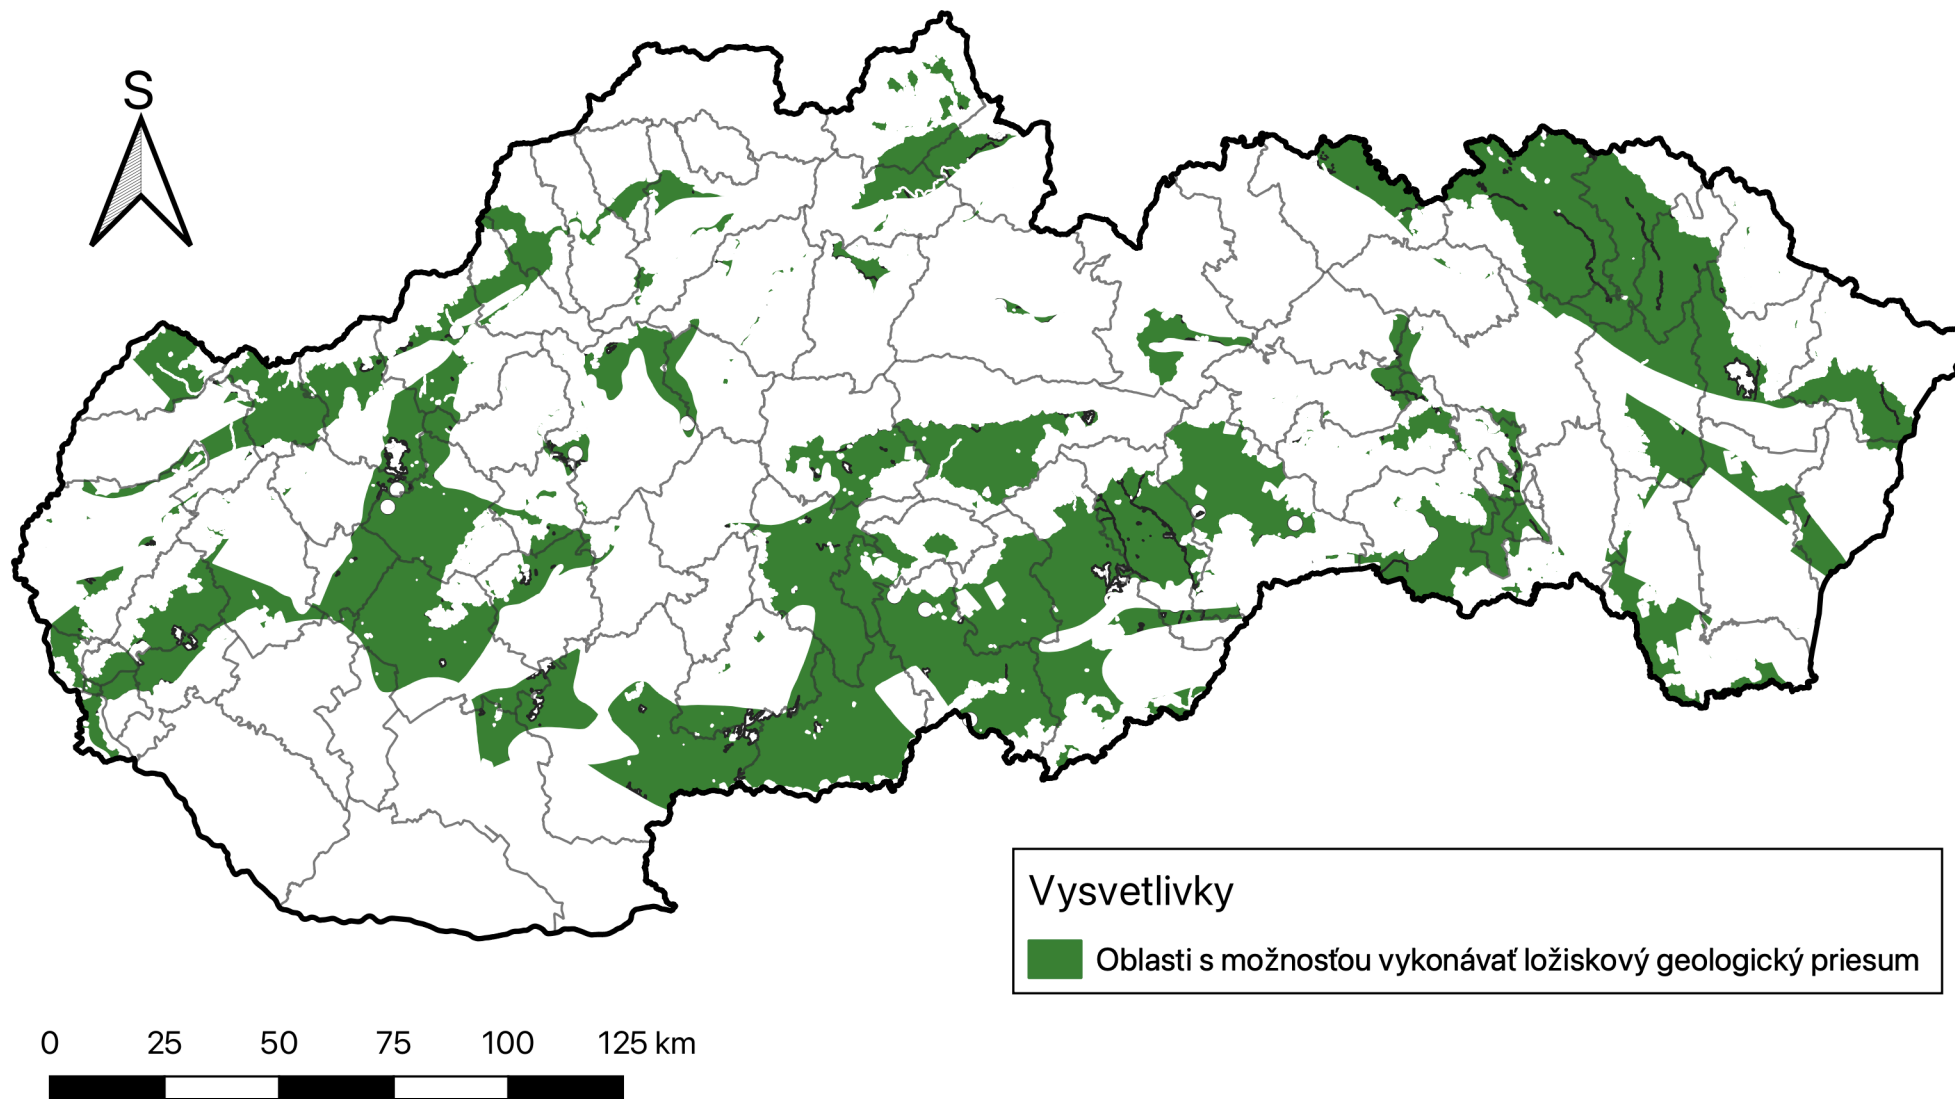 S
Vysvetlivky
Oblasti s možnosťou vykonávať ložiskový geologický priesum
0 25 50 75 100 125 km